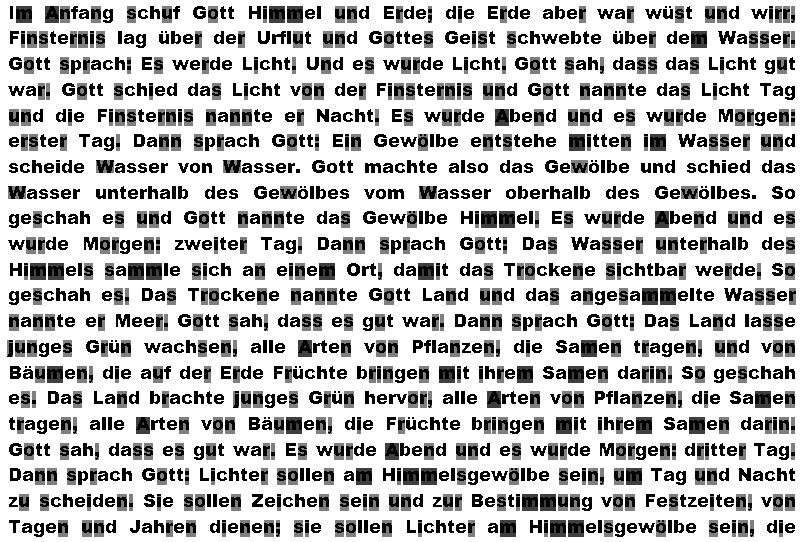 Im Anfang schuf Gott Himmel und Erde; die Erde aber war wüst und wirr,
Finsternis lag über der Urflut und Gottes Geist schwebte über dem Wasser.
Gott sprach: Es werde Licht. Und es wurde Licht. Gott sah, dass das Licht gut
war. Gott schied das Licht von der Finsternis und Gott nannte das Licht Tag
und die Finsternis nannte er Nacht. Es wurde Abend und es wurde Morgen:
erster Tag. Dann sprach Gott: Ein Gewölbe entstehe mitten im Wasser und
scheide Wasser von Wasser. Gott machte also das Gewölbe und schied das
Wasser unterhalb des Gewölbes vom Wasser oberhalb des Gewölbes. So
geschah es und Gott nannte das Gewölbe Himmel. Es wurde Abend und es
wurde Morgen: zweiter Tag. Dann sprach Gott: Das Wasser unterhalb des
Himmels sammle sich an einem Ort, damit das Trockene sichtbar werde. So
geschah es. Das Trockene nannte Gott Land und das angesammelte Wasser
nannte er Meer. Gott sah, dass es gut war. Dann sprach Gott: Das Land lasse
junges Grün wachsen, alle Arten von Pflanzen, die Samen tragen, und von
Bäumen, die auf der Erde Früchte bringen mit ihrem Samen darin. So geschah
es. Das Land brachte junges Grün hervor, alle Arten von Pflanzen, die Samen
tragen, alle Arten von Bäumen, die Früchte bringen mit ihrem Samen darin.
Gott sah, dass es gut war. Es wurde Abend und es wurde Morgen: dritter Tag.
Dann sprach Gott: Lichter sollen am Himmelsgewölbe sein, um Tag und Nacht
zu scheiden. Sie sollen Zeichen sein und zur Bestimmung von Festzeiten, von
Tagen und Jahren dienen; sie sollen Lichter am Himmelsgewölbe sein, die